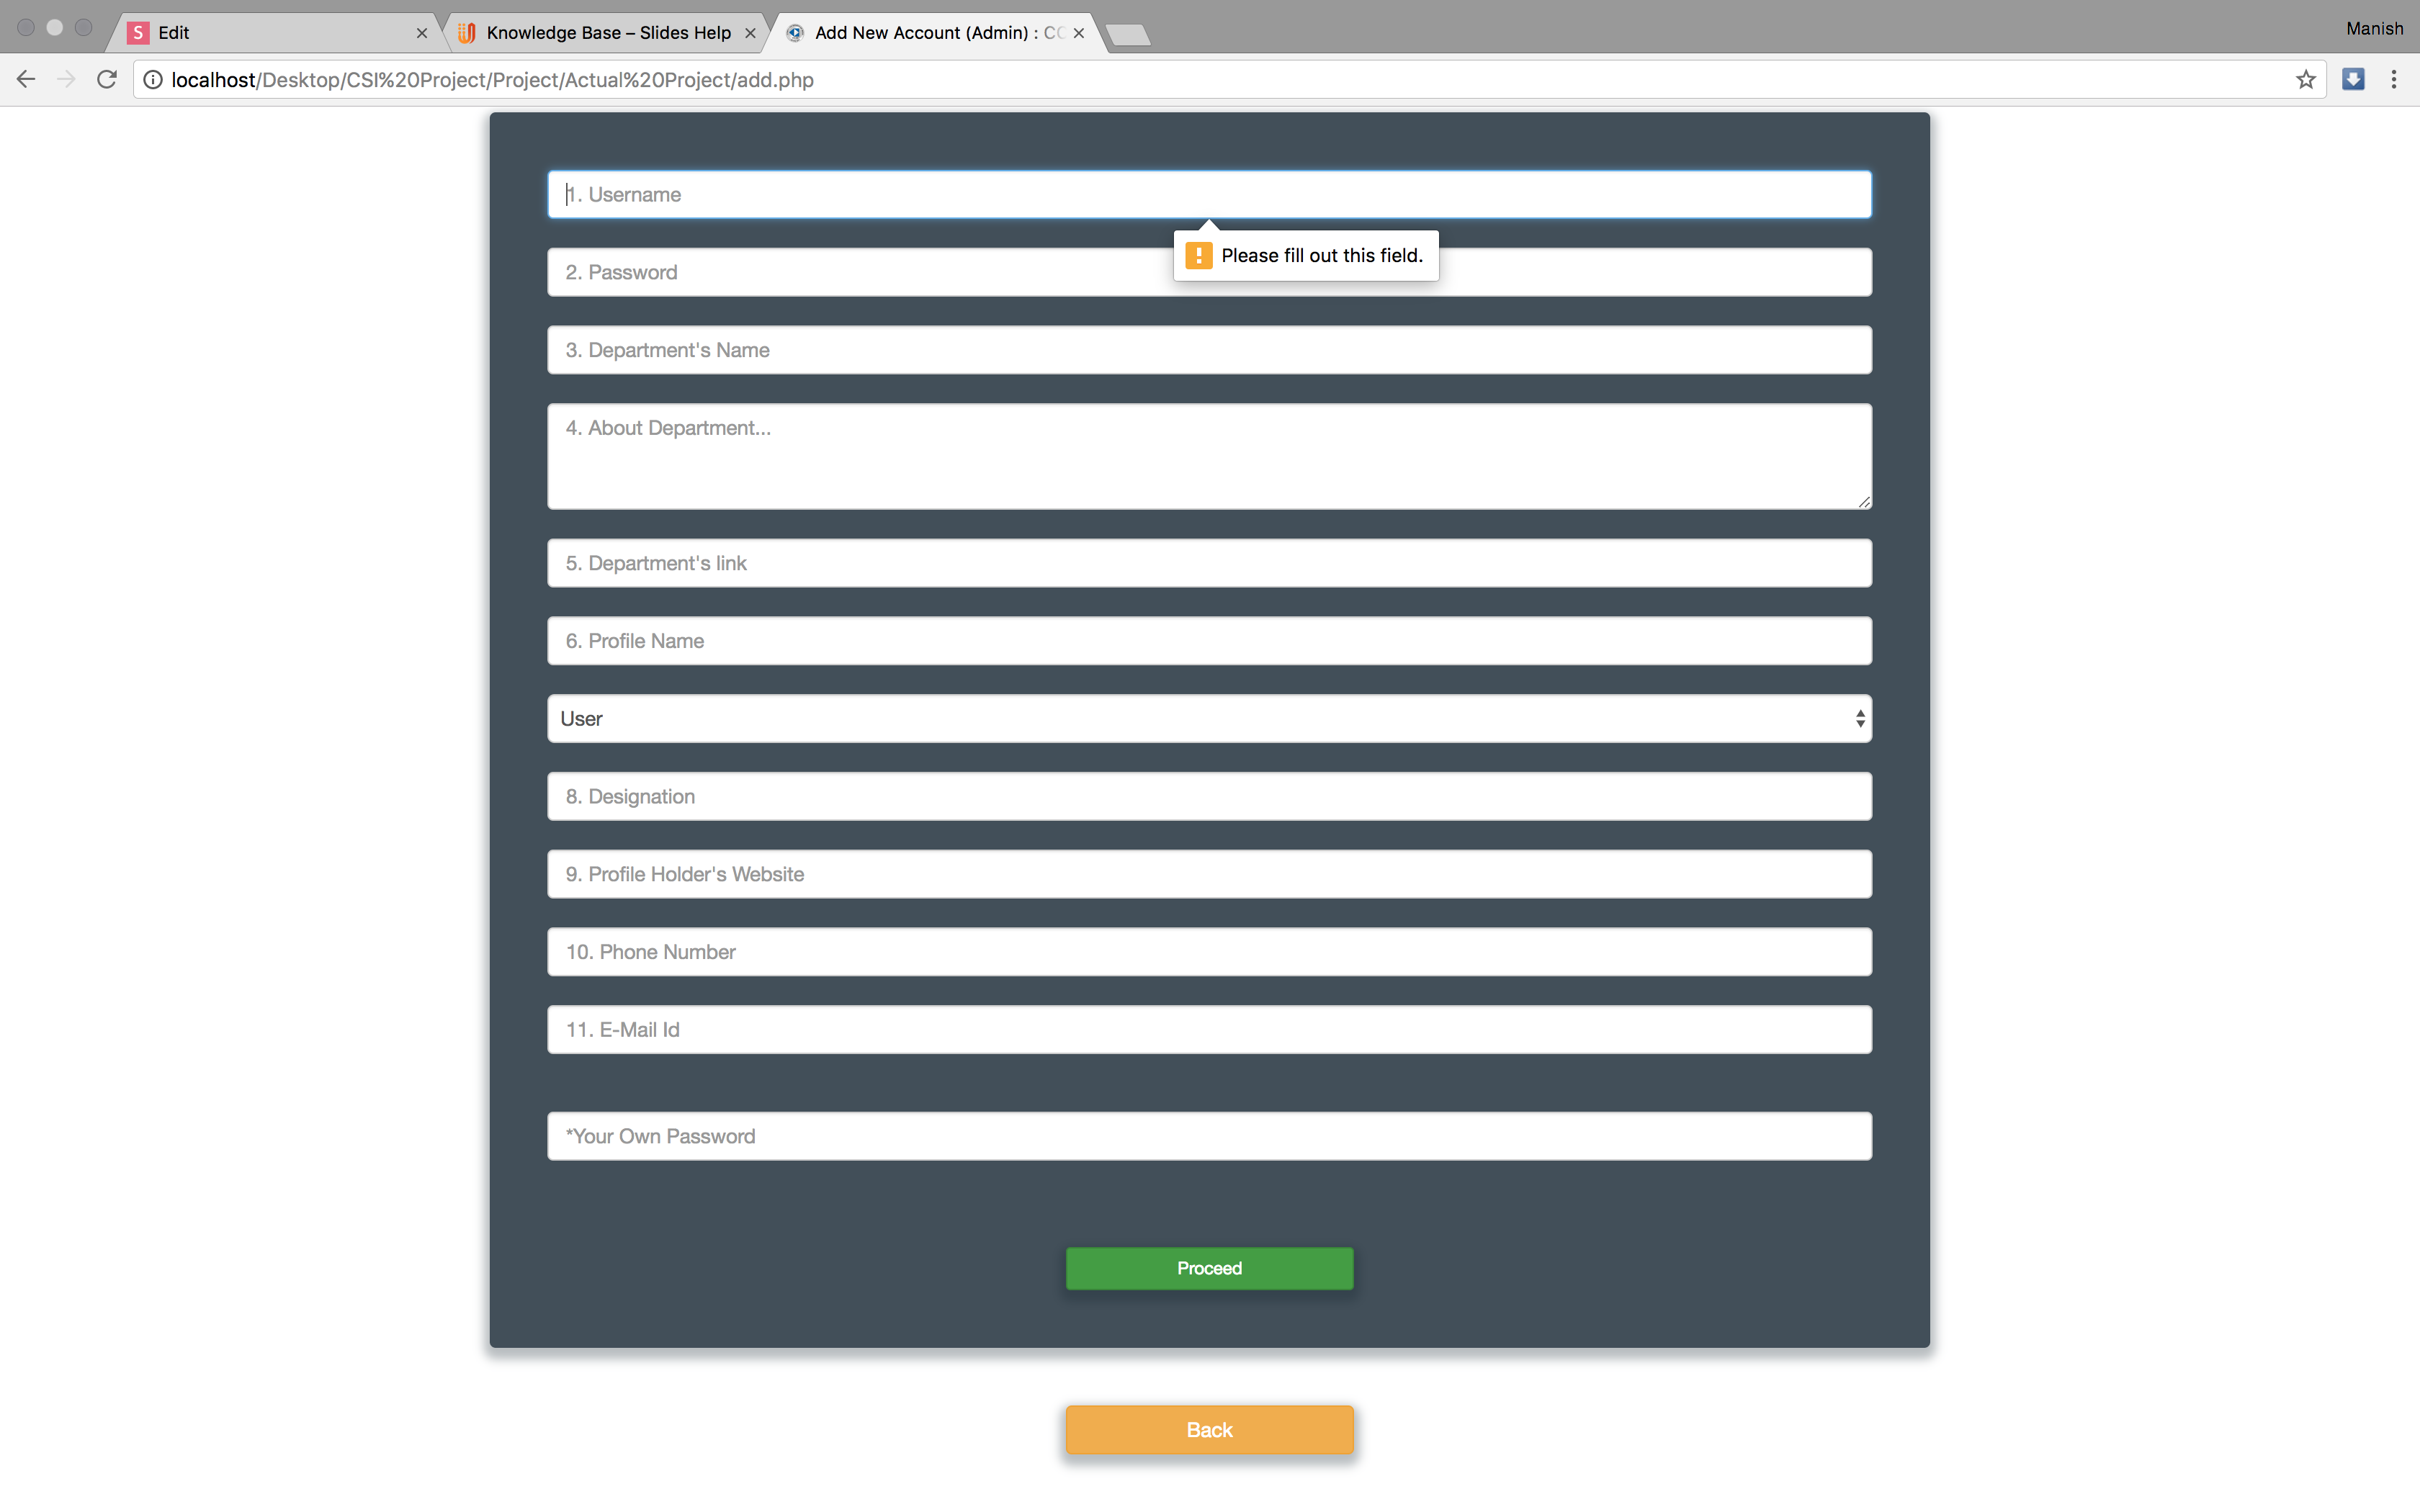 Edit
Knowledge Base – Slides Help
Add New Account (Admin) : CC
Manish
localhost/Desktop/CSI%20Project/Project/Actual%20Project/add.php
1. Username
Please fill out this field.
2. Password
3. Department's Name
4. About Department...
5. Department's link
6. Profile Name
User
8. Designation
9. Profile Holder's Website
10. Phone Number
11. E-Mail Id
*Your Own Password
Proceed
Back